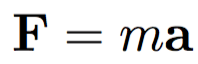 𝐅 = 𝑚𝐚